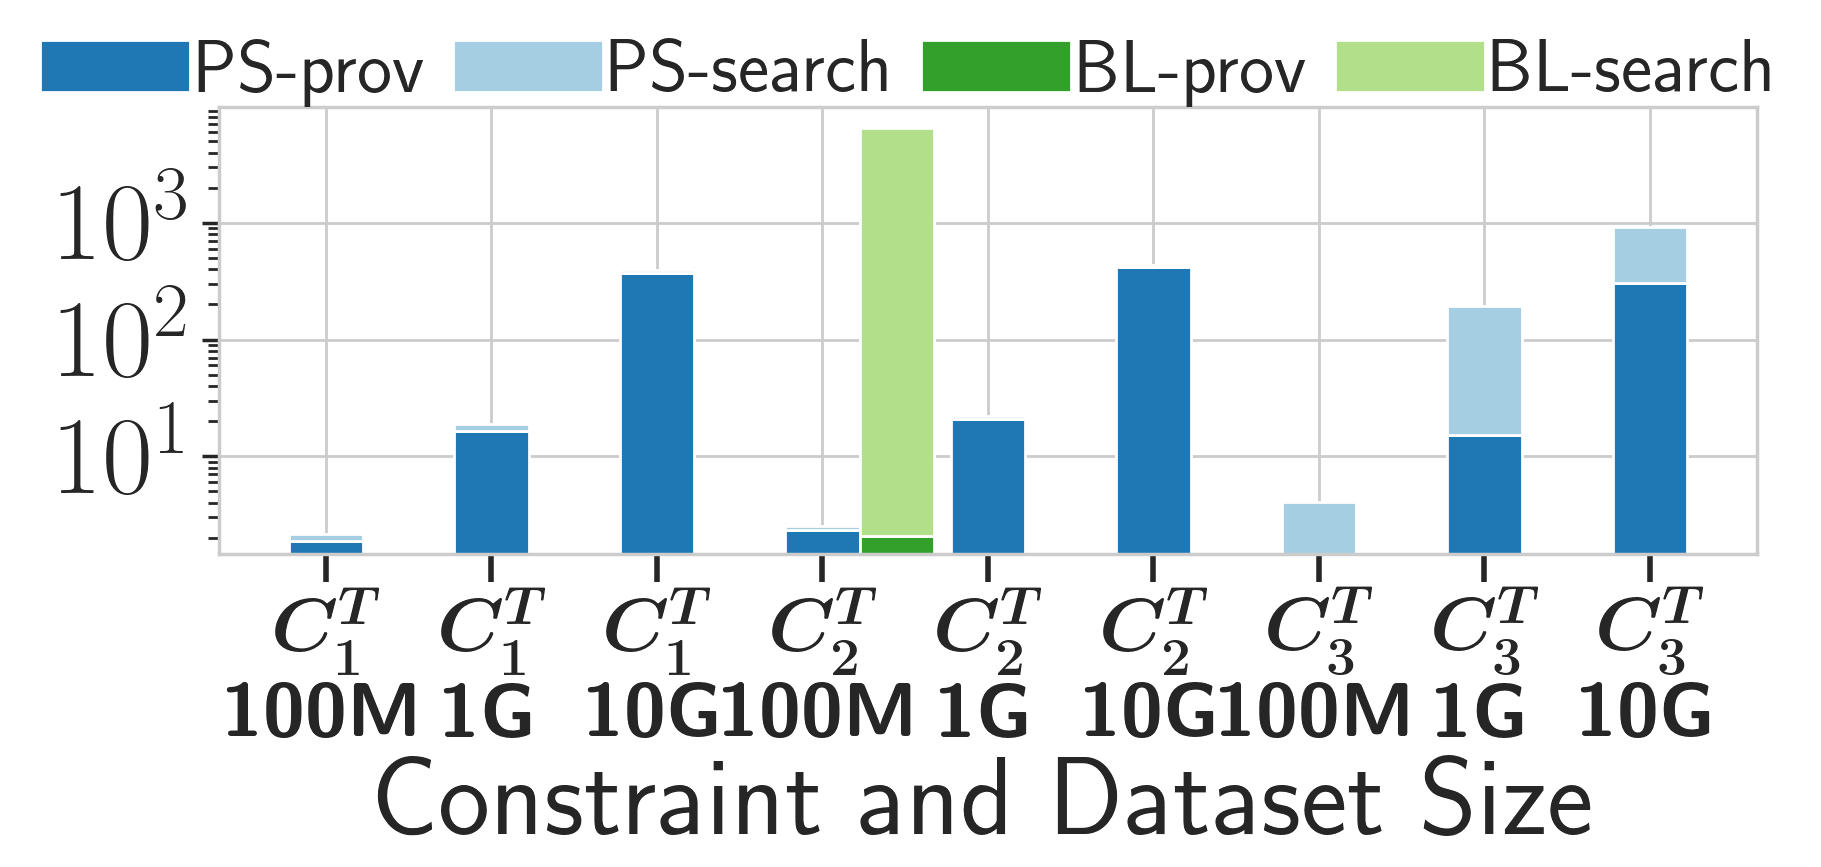 PS-prov PS-search BL-prov BL-search
10^3
10^2
10^1
C_1^T C_1^T C_1^T C_2^T C_2^T C_2^T C_3^T C_3^T C_3^T
100M 1G 10G 100M 1G 10G 100M 1G 10G
Constraint and Dataset Size